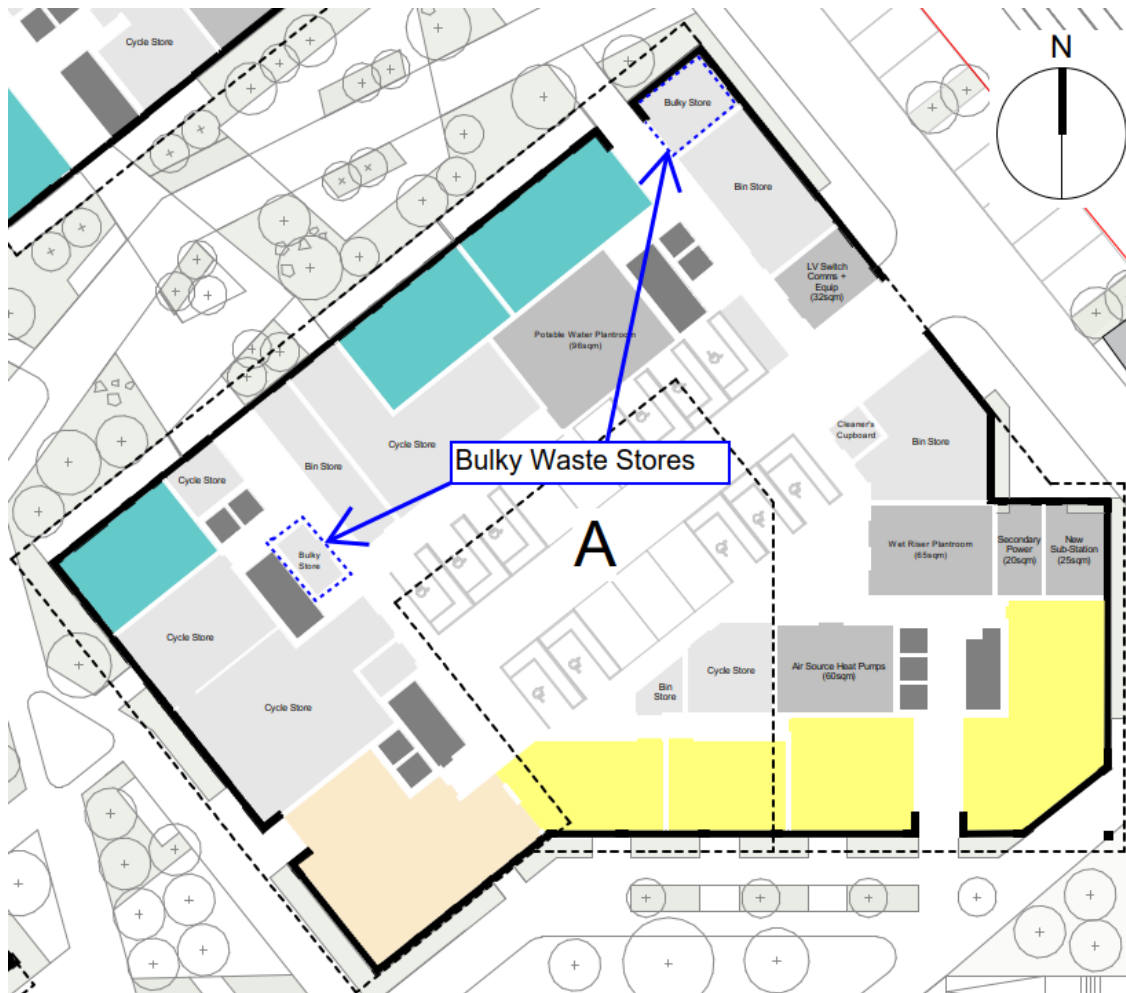 Cycle Store
N
Bulky Store
Bin Store
LV Switch
Comms +
Equip
(32sqm)
Potable Water Plantroom
(96sqm)
Cycle Store
Cleaner's
Cupboard
Bin Store
Bulky Waste Stores
Bin Store
Cycle Store
A
Bulky
Store
Wet Riser Plantroom
(65sqm)
Secondary
Power
(20sqm)
New
Sub-Station
(25sqm)
Cycle Store
Cycle Store
Bin
Store
Cycle Store
Air Source Heat Pumps
(60sqm)